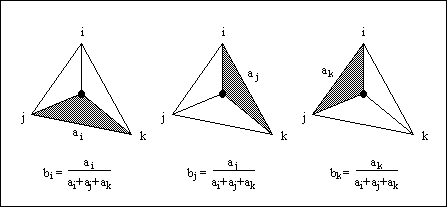 i
j
k
a_i
b_i = a_i / a_i+a_j+a_k
i
a_j
j
k
b_j = a_j / a_i+a_j+a_k
i
a_k
j
k
b_k = a_k / a_i+a_j+a_k